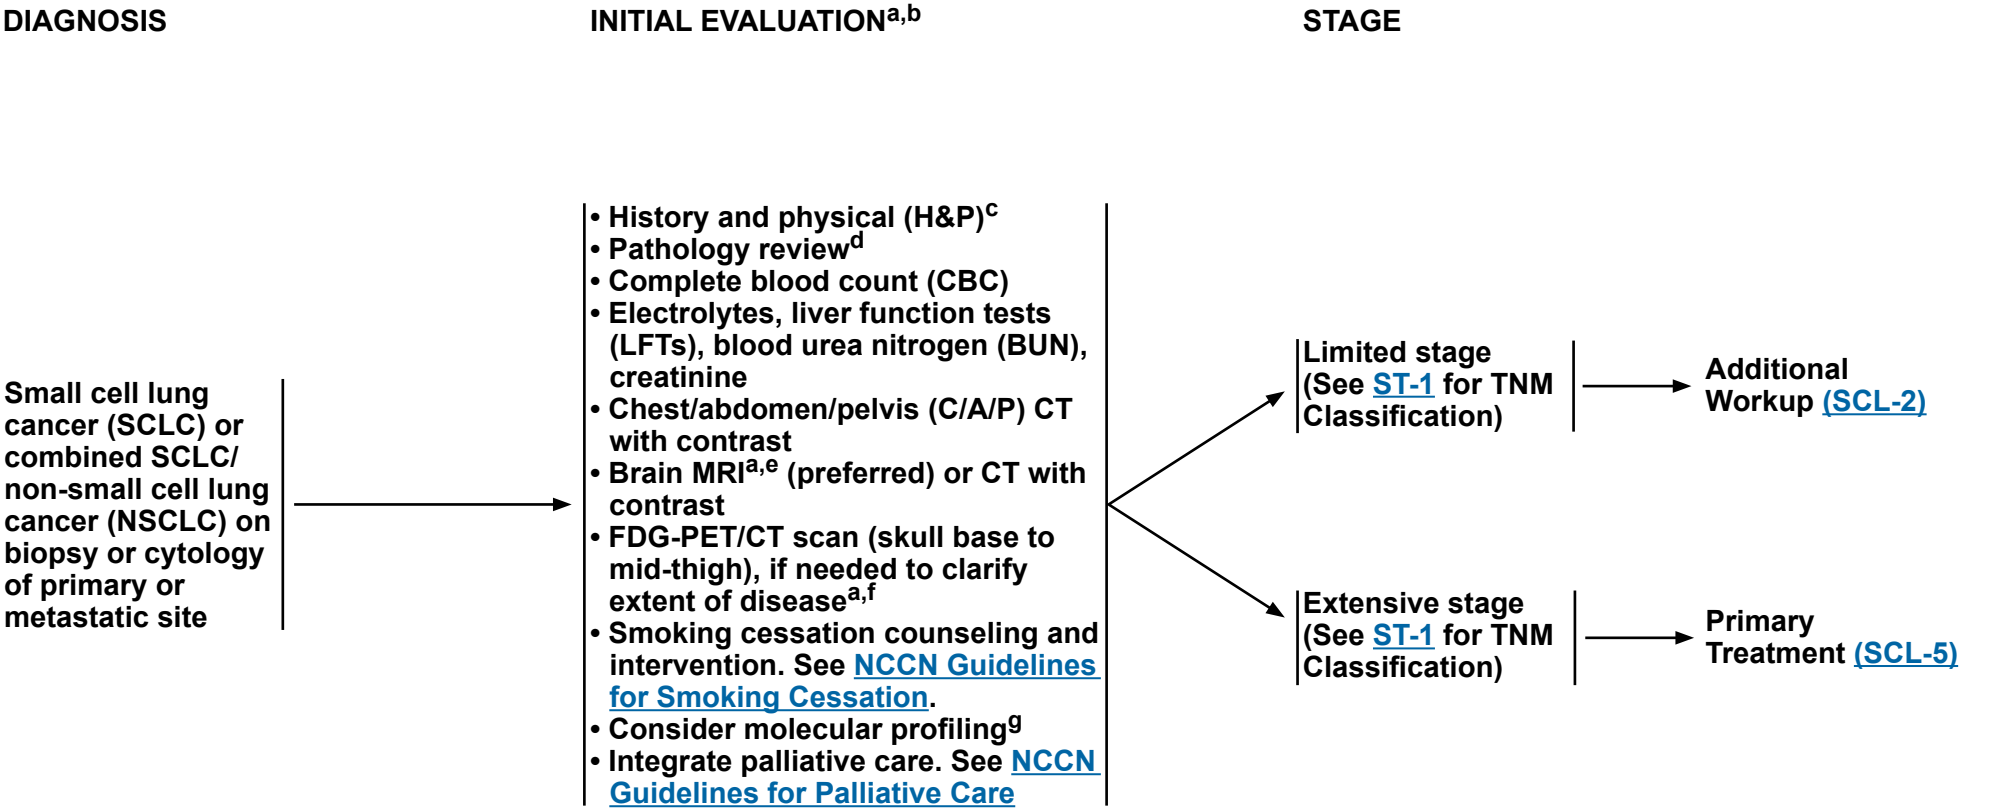 DIAGNOSIS
INITIAL EVALUATIONa,b
STAGE
Small cell lung
cancer (SCLC) or
combined SCLC/
non-small cell lung
cancer (NSCLC) on
biopsy or cytology
of primary or
metastatic site
• History and physical (H&P)c
• Pathology reviewd
• Complete blood count (CBC)
• Electrolytes, liver function tests
(LFTs), blood urea nitrogen (BUN),
creatinine
• Chest/abdomen/pelvis (C/A/P) CT
with contrast
• Brain MRIa,e (preferred) or CT with
contrast
• FDG-PET/CT scan (skull base to
mid-thigh), if needed to clarify
extent of diseasea,f
• Smoking cessation counseling and
intervention. See NCCN Guidelines
for Smoking Cessation.
• Consider molecular profilingg
• Integrate palliative care. See NCCN
Guidelines for Palliative Care
Limited stage
(See ST-1 for TNM
Classification)
Additional
Workup (SCL-2)
Extensive stage
(See ST-1 for TNM
Classification)
Primary
Treatment (SCL-5)